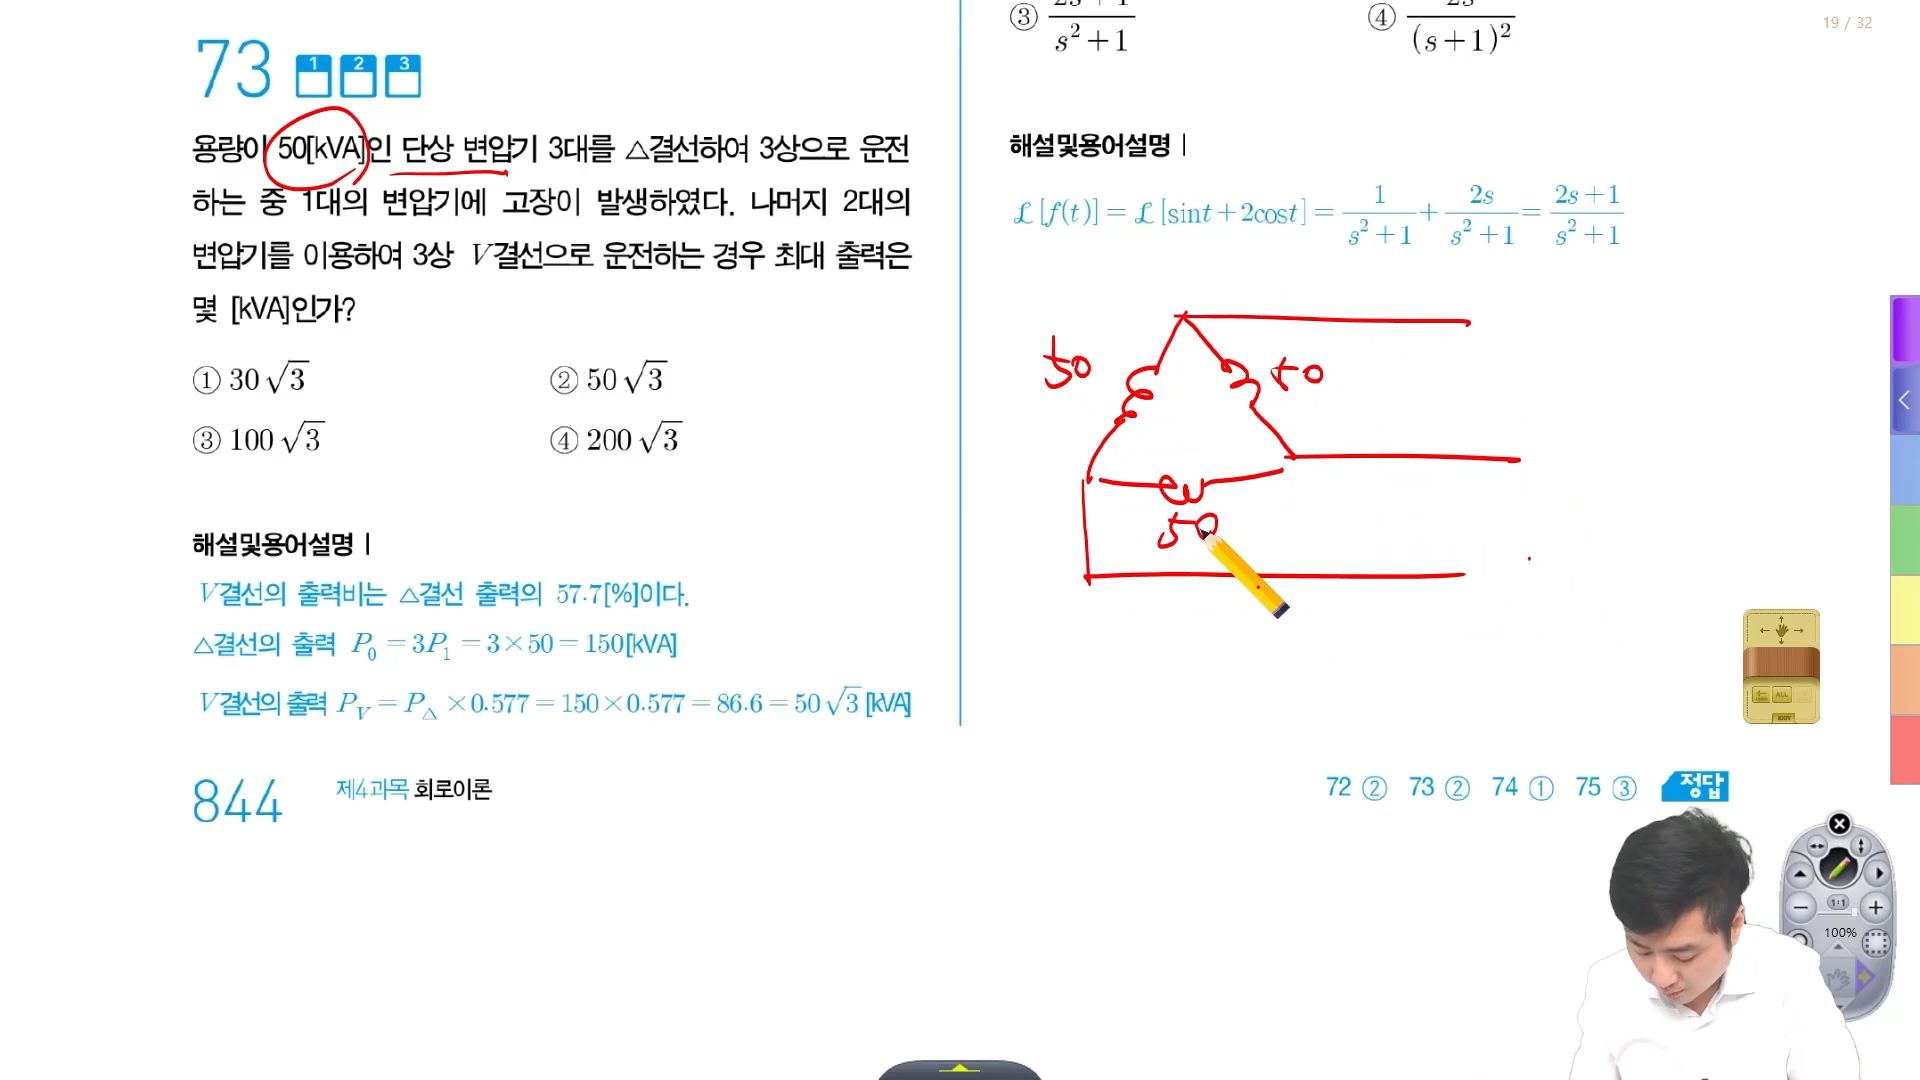 19 / 32
73 1 2 3
용량이 50[kVA]인 단상 변압기 3대를 △결선하여 3상으로 운전
하는 중 1대의 변압기에 고장이 발생하였다. 나머지 2대의
변압기를 이용하여 3상 V결선으로 운전하는 경우 최대 출력은
몇 [kVA]인가?
① 30√3 ② 50√3
③ 100√3 ④ 200√3
해설및용어설명 |
V결선의 출력비는 △결선 출력의 57.7[%]이다.
△결선의 출력 P₀ = 3P₁ = 3×50 = 150[kVA]
V결선의 출력 P_V = P_△ ×0.577 = 150×0.577 = 86.6 = 50√3 [kVA]
844 제4과목 회로이론
③ 2s+1 / s²+1 ④ 2s / (s+1)²
해설및용어설명 |
ℒ[f(t)] = ℒ[sint+2cost] = 1/(s²+1) + 2s/(s²+1) = (2s+1)/(s²+1)
50 50
50
72 ② 73 ② 74 ① 75 ③ 정답
ALL
EXIT
1:1
100%